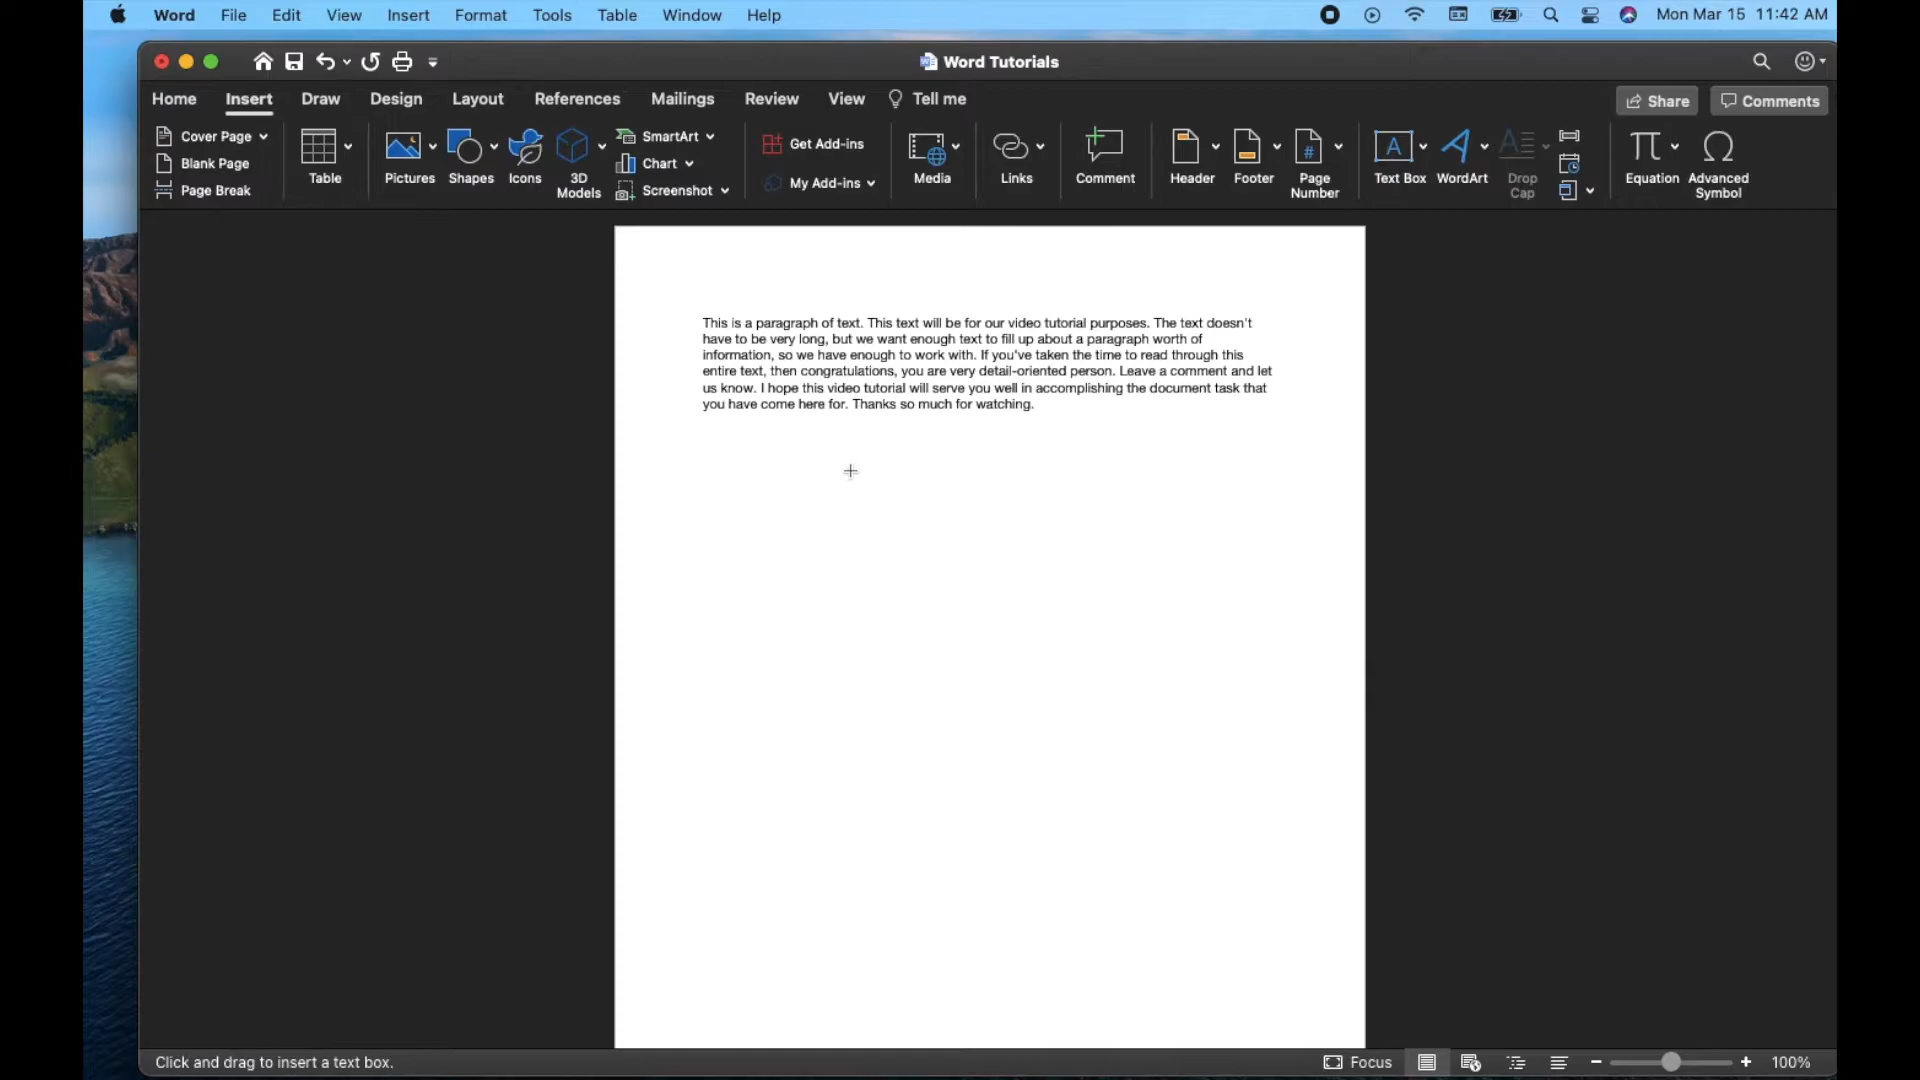 Word File Edit View Insert Format Tools Table Window Help Mon Mar 15 11:42 AM
Word Tutorials
Home Insert Draw Design Layout References Mailings Review View Tell me Share Comments
Cover Page
Blank Page
Page Break
Table
Pictures
Shapes
Icons
3D
Models
SmartArt
Chart
Screenshot
Get Add-ins
My Add-ins
Media
Links
Comment
Header
Footer
Page
Number
Text Box
WordArt
Drop
Cap
Equation
Advanced
Symbol
This is a paragraph of text. This text will be for our video tutorial purposes. The text doesn't
have to be very long, but we want enough text to fill up about a paragraph worth of
information, so we have enough to work with. If you've taken the time to read through this
entire text, then congratulations, you are very detail-oriented person. Leave a comment and let
us know. I hope this video tutorial will serve you well in accomplishing the document task that
you have come here for. Thanks so much for watching.
Click and drag to insert a text box. Focus 100%